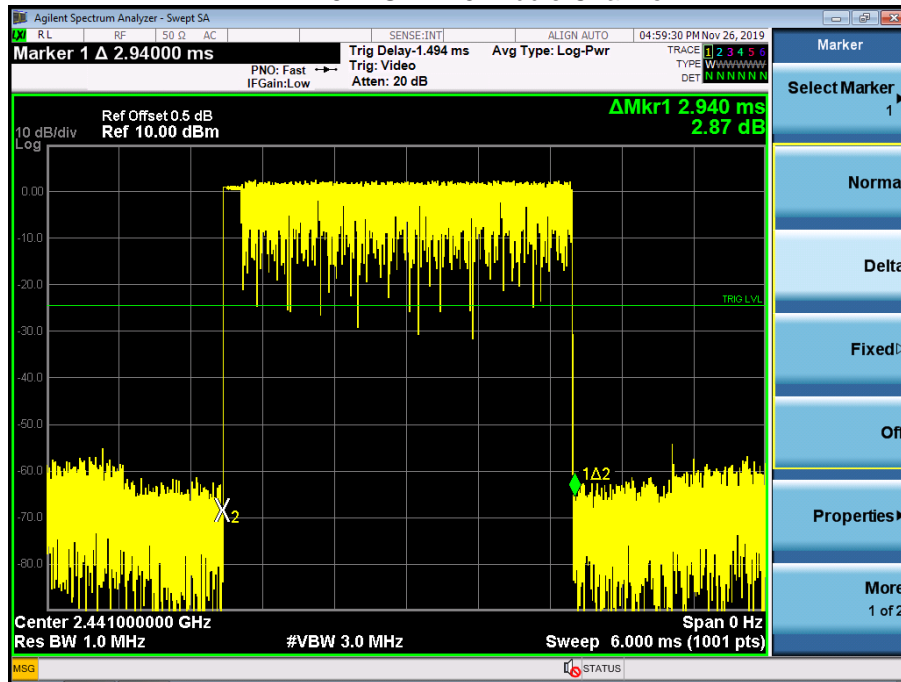 Agilent Spectrum Analyzer - Swept SA
LXI RL RF 50 Ω AC SENSE:INT ALIGN AUTO 04:59:30 PM Nov 26, 2019
Marker 1 Δ 2.94000 ms
PNO: Fast
IFGain:Low
Trig Delay-1.494 ms
Trig: Video
Atten: 20 dB
Avg Type: Log-Pwr
TRACE 1 2 3 4 5 6
TYPE WWWWWW
DET N N N N N N
ΔMkr1 2.940 ms
2.87 dB
Ref Offset 0.5 dB
10 dB/div Ref 10.00 dBm
Log
0.00
-10.0
-20.0
TRIG LVL
-30.0
-40.0
-50.0
-60.0
1Δ2
-70.0
2
-80.0
Center 2.441000000 GHz Span 0 Hz
Res BW 1.0 MHz #VBW 3.0 MHz Sweep 6.000 ms (1001 pts)
MSG STATUS
Marker
Select Marker
1
Norma
Delta
Fixed
Off
Properties
More
1 of 2